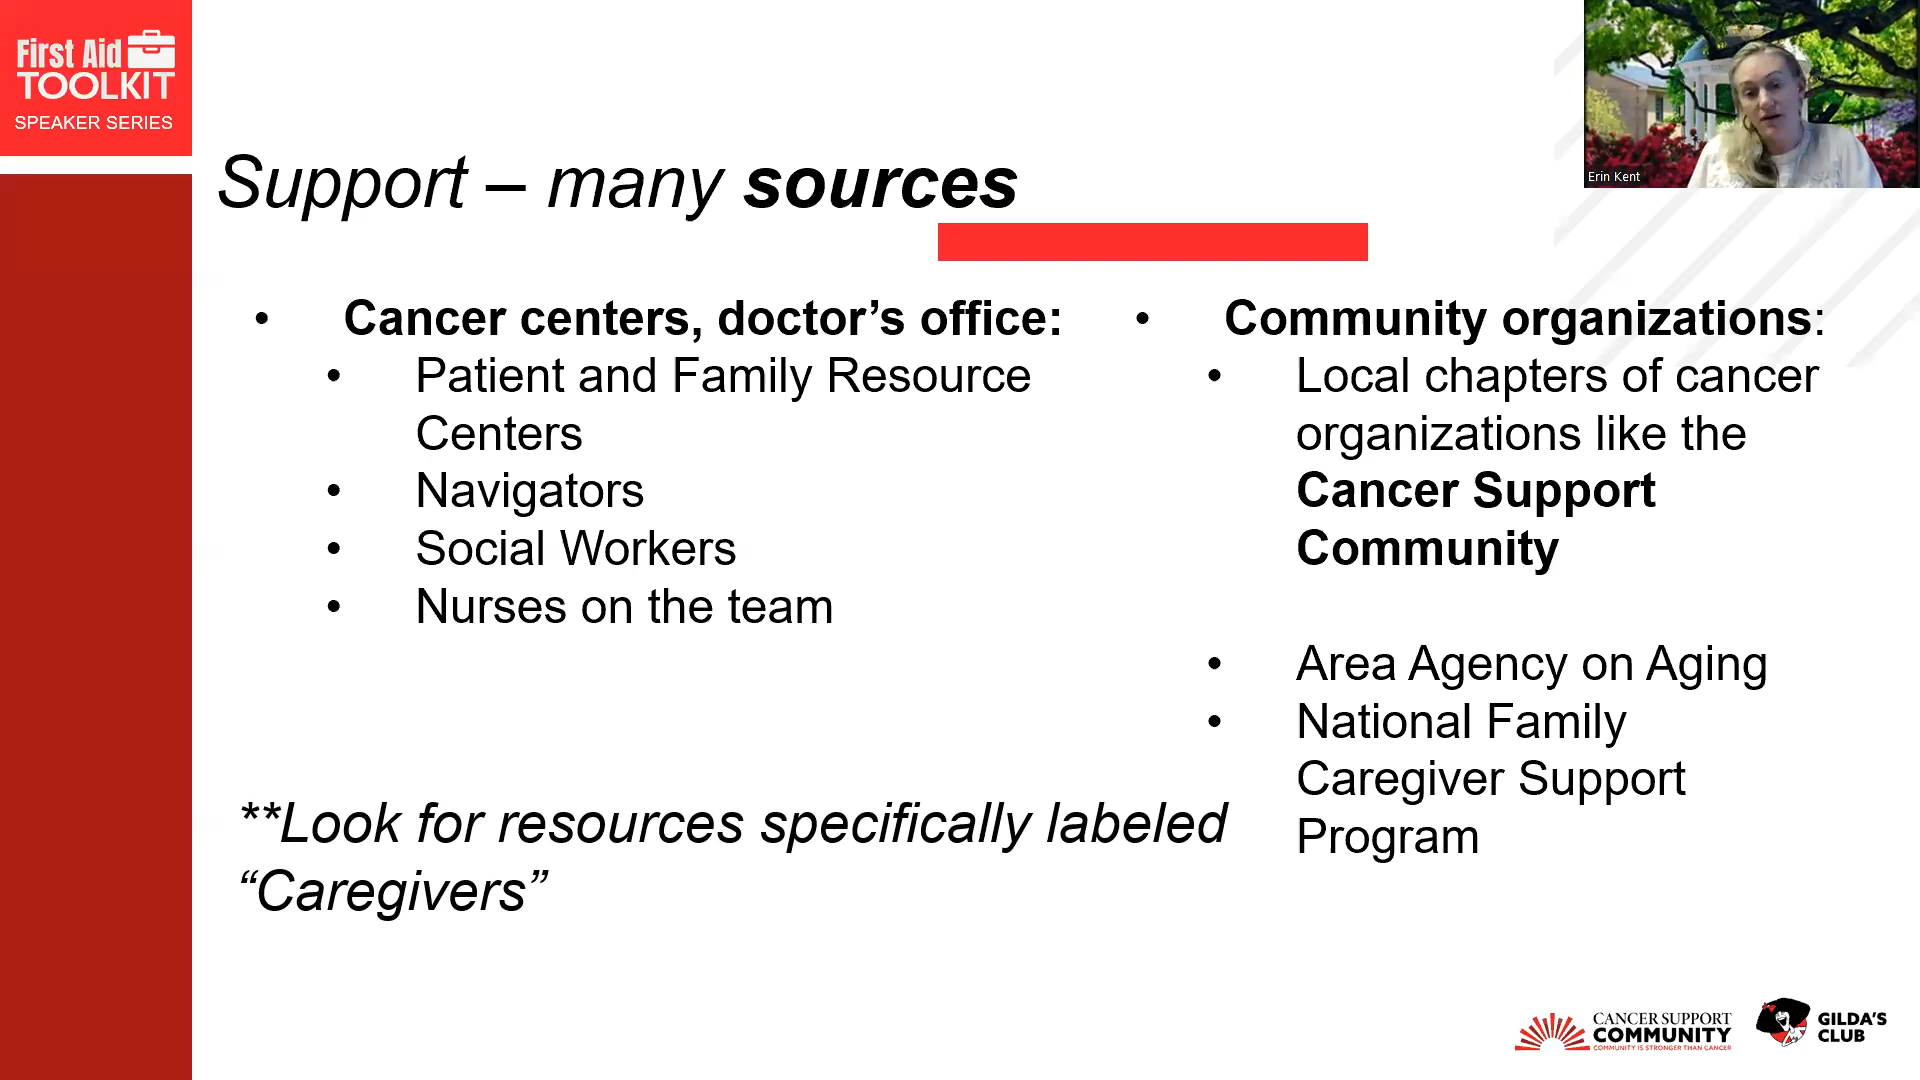 First Aid
TOOLKIT
SPEAKER SERIES
Erin Kent
Support – many sources
• Cancer centers, doctor’s office:
• Patient and Family Resource
Centers
• Navigators
• Social Workers
• Nurses on the team
• Community organizations:
• Local chapters of cancer
organizations like the
Cancer Support
Community
• Area Agency on Aging
• National Family
Caregiver Support
Program
**Look for resources specifically labeled
“Caregivers”
CANCER SUPPORT
COMMUNITY
COMMUNITY IS STRONGER THAN CANCER
GILDA’S
CLUB